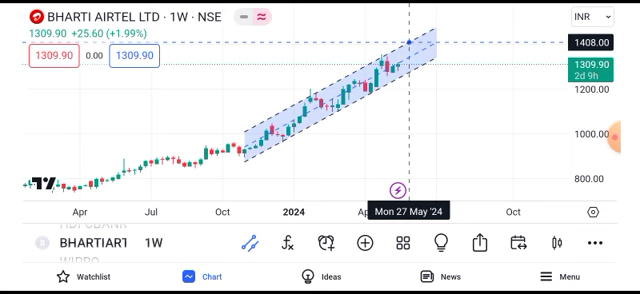 BHARTI AIRTEL LTD · 1W · NSE
INR
1309.90 +25.60 (+1.99%)
1309.90 0.00 1309.90
1408.00
1309.90
2d 9h
1200.00
1000.00
800.00
Apr Jul Oct 2024 Mon 27 May '24 Oct
BHARTIART 1W
Watchlist Chart Ideas News Menu